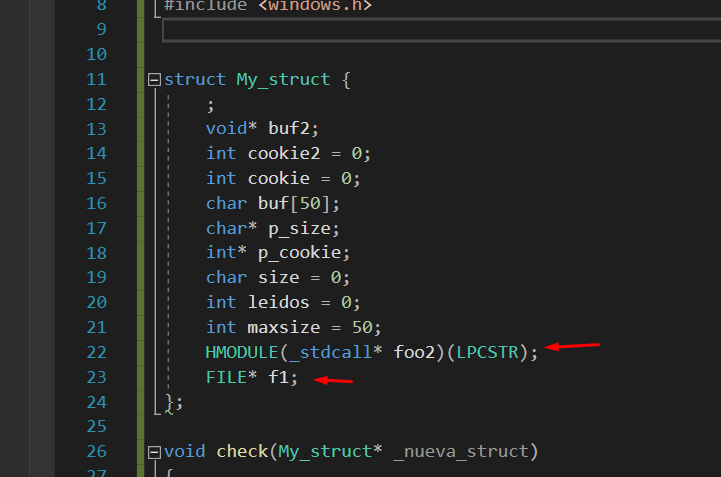 8 #include <windows.h>
9
10
11 struct My_struct {
12 ;
13 void* buf2;
14 int cookie2 = 0;
15 int cookie = 0;
16 char buf[50];
17 char* p_size;
18 int* p_cookie;
19 char size = 0;
20 int leidos = 0;
21 int maxsize = 50;
22 HMODULE(_stdcall* foo2)(LPCSTR);
23 FILE* f1;
24 };
25
26 void check(My_struct* _nueva_struct)
27 {